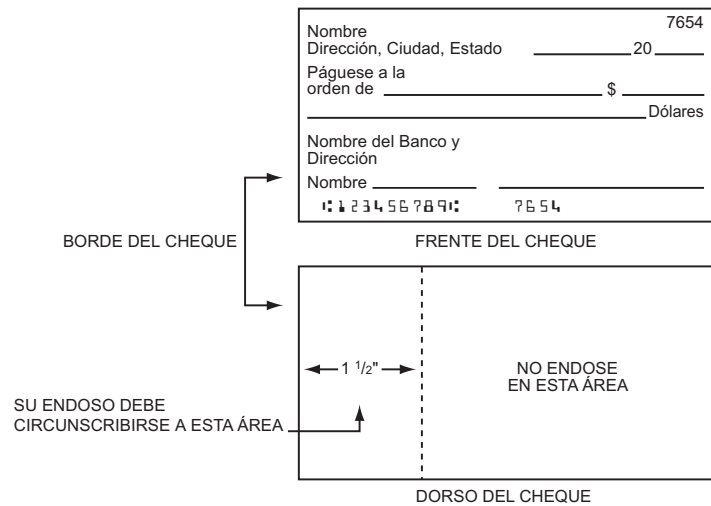 7654
Nombre
Dirección, Ciudad, Estado 20
Páguese a la
orden de $
Dólares
Nombre del Banco y
Dirección
Nombre
⑆123456789⑆ 7654
BORDE DEL CHEQUE
FRENTE DEL CHEQUE
1 1/2"
NO ENDOSE
EN ESTA ÁREA
SU ENDOSO DEBE
CIRCUNSCRIBIRSE A ESTA ÁREA
DORSO DEL CHEQUE